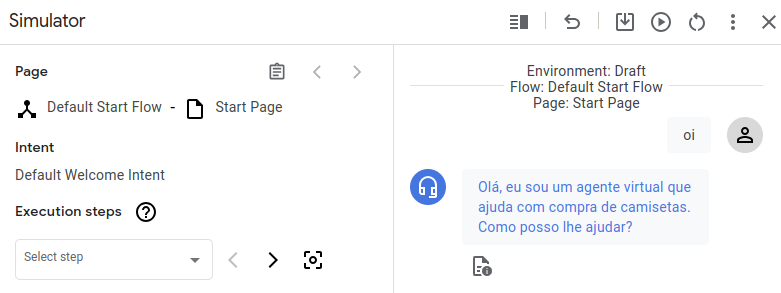 Simulator
Page
Default Start Flow - Start Page
Intent
Default Welcome Intent
Execution steps ?
Select step
Environment: Draft
Flow: Default Start Flow
Page: Start Page
oi
Olá, eu sou um agente virtual que
ajuda com compra de camisetas.
Como posso lhe ajudar?